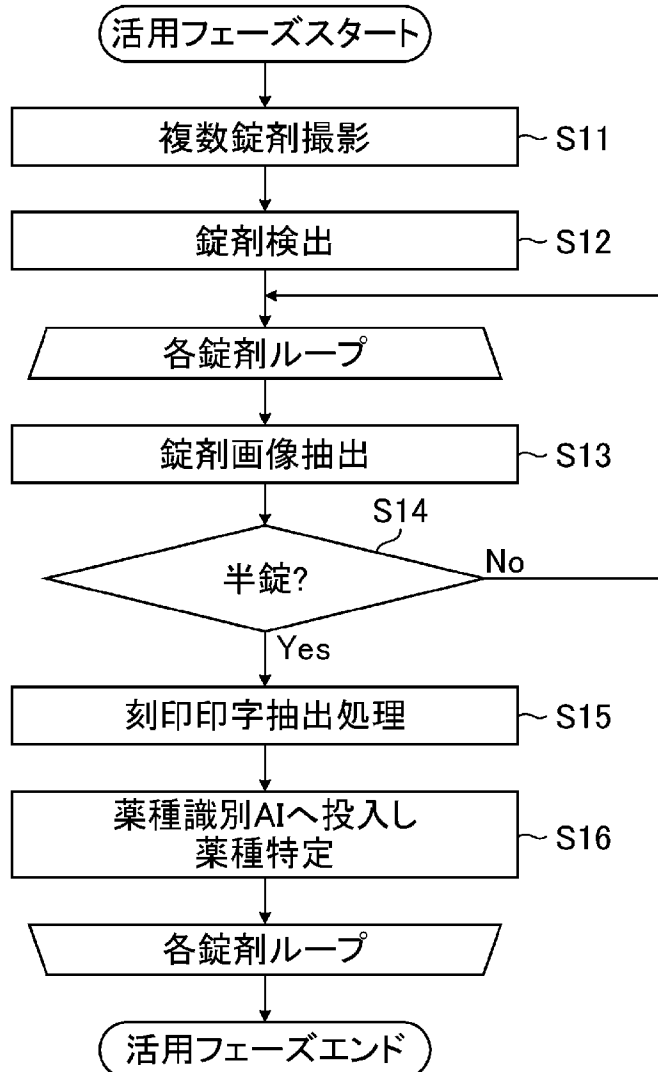 活用フェーズスタート
複数錠剤撮影
S11
錠剤検出
S12
各錠剤ループ
錠剤画像抽出
S13
S14
半錠?
No
Yes
刻印印字抽出処理
S15
薬種識別AIへ投入し
薬種特定
S16
各錠剤ループ
活用フェーズエンド